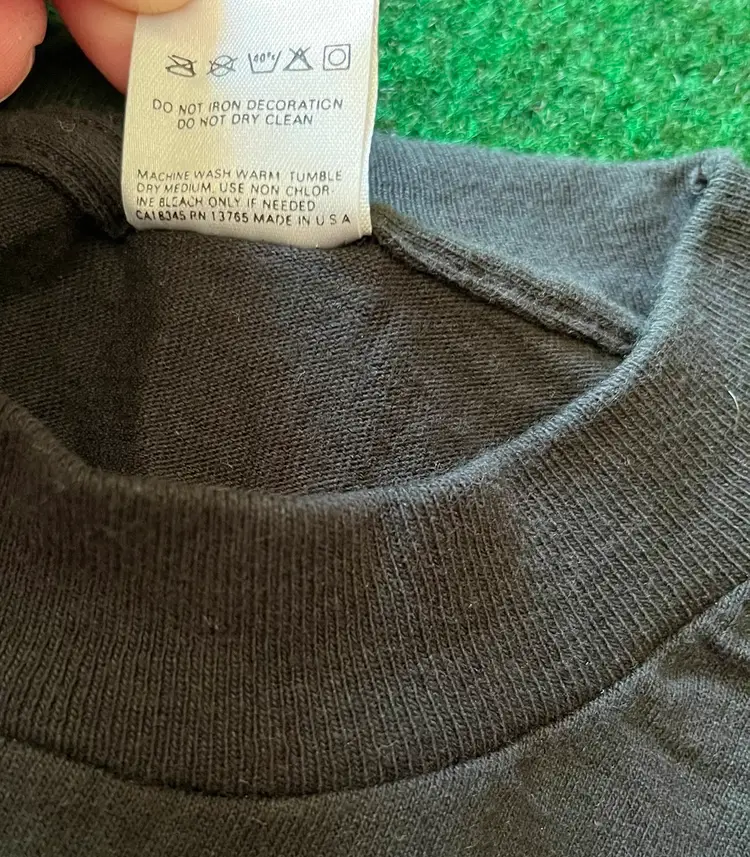 DO NOT IRON DECORATION
DO NOT DRY CLEAN
MACHINE WASH WARM TUMBLE
DRY MEDIUM. USE NON CHLOR-
INE BLEACH ONLY IF NEEDED
CA18345 RN 13765 MADE IN U S A